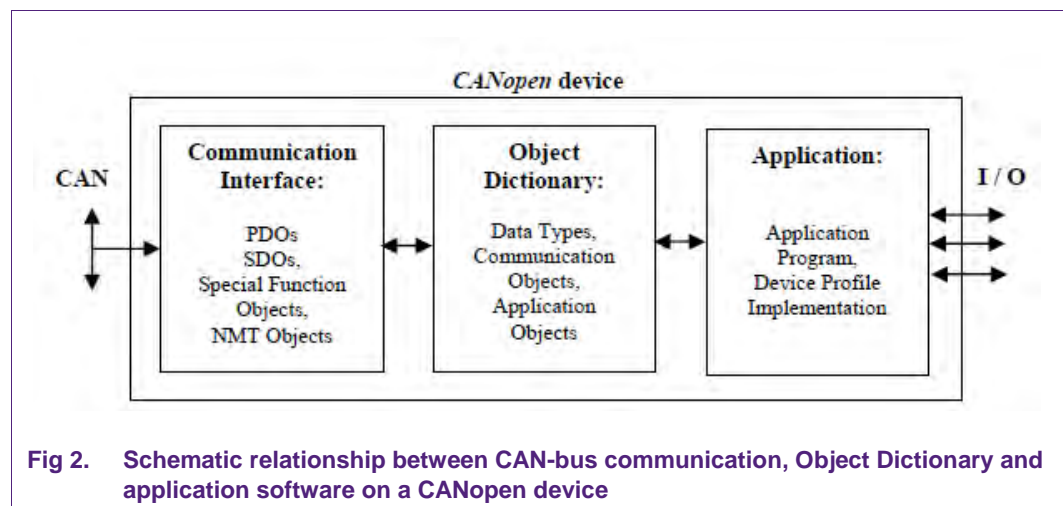 CANopen device
CAN
Communication
Interface:
PDOs
SDOs,
Special Function
Objects,
NMT Objects
Object
Dictionary:
Data Types,
Communication
Objects,
Application
Objects
Application:
Application
Program,
Device Profile
Implementation
I / O
Fig 2. Schematic relationship between CAN-bus communication, Object Dictionary and
application software on a CANopen device